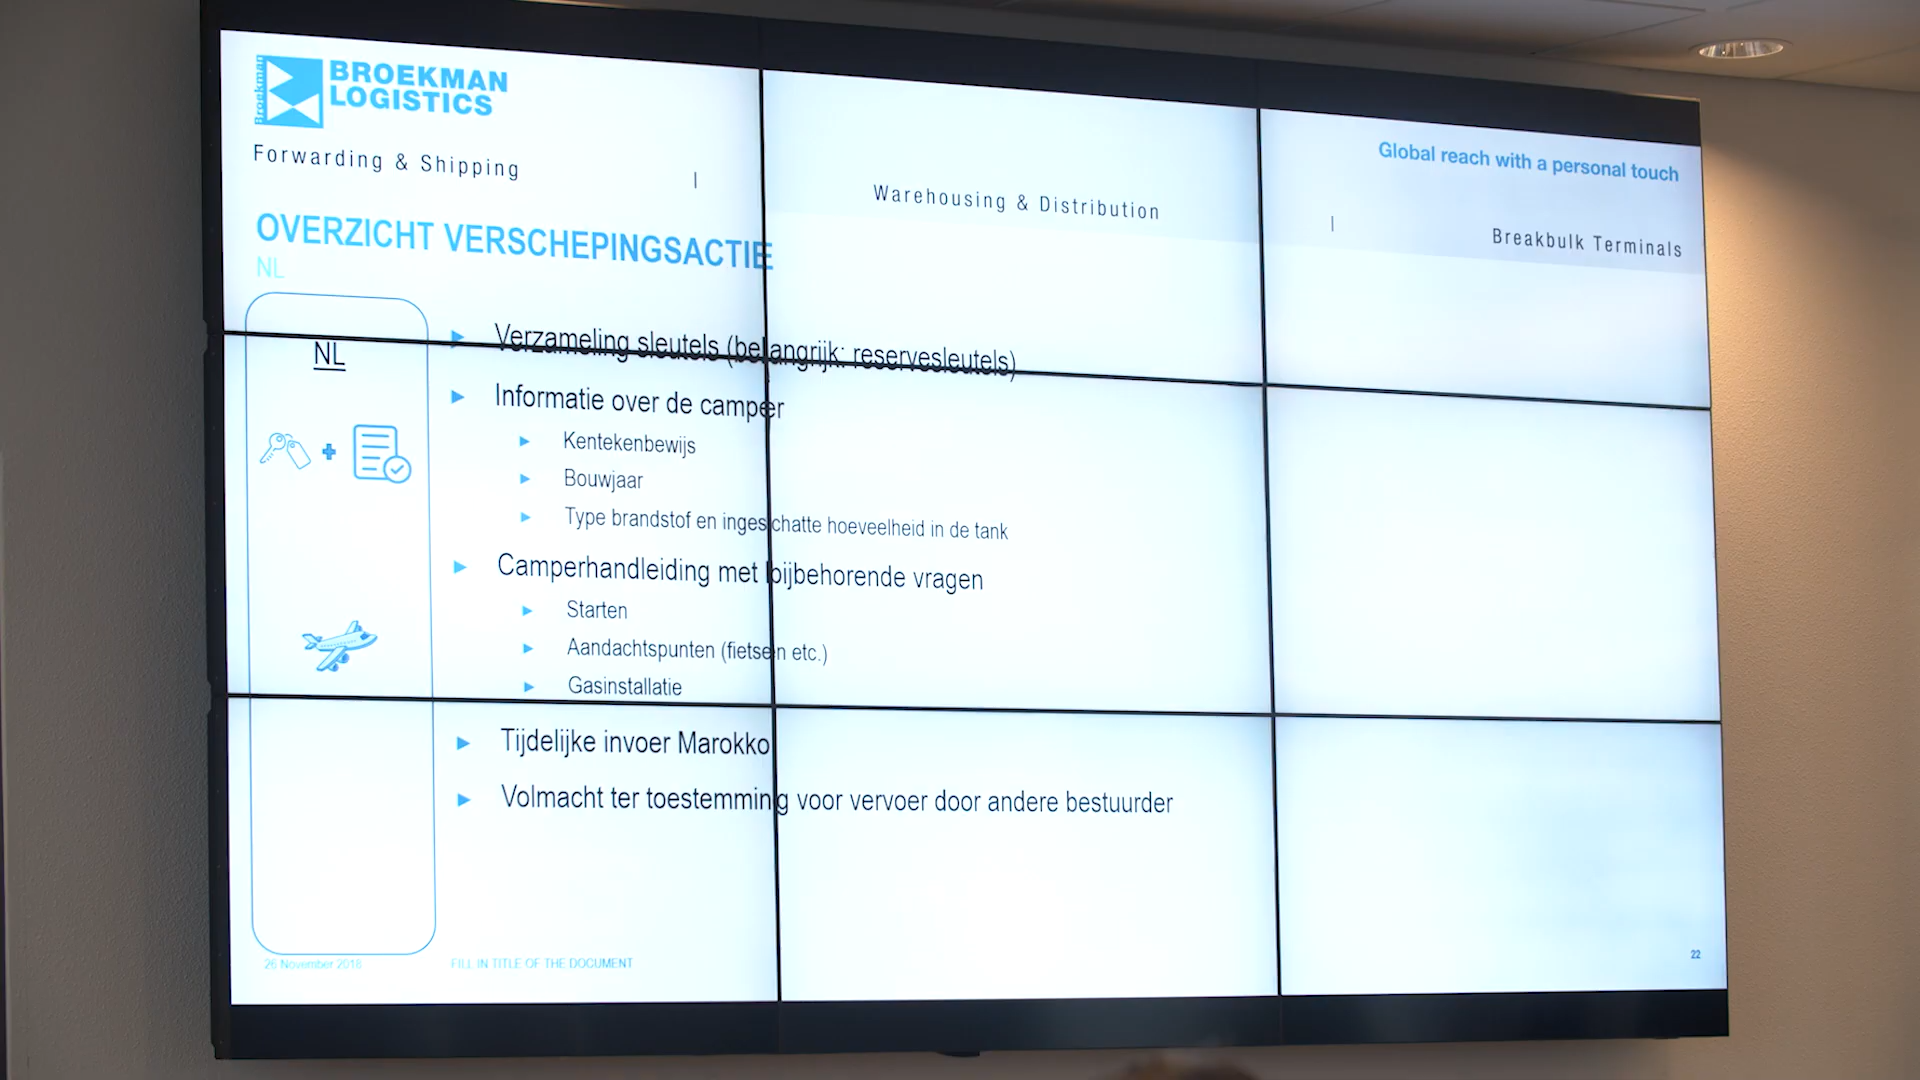 Broekman
BROEKMAN
LOGISTICS
Global reach with a personal touch
Forwarding & Shipping | Warehousing & Distribution | Breakbulk Terminals
OVERZICHT VERSCHEPINGSACTIE
NL
NL
Verzameling sleutels (belangrijk: reservesleutels)
Informatie over de camper
Kentekenbewijs
Bouwjaar
Type brandstof en ingeschatte hoeveelheid in de tank
Camperhandleiding met bijbehorende vragen
Starten
Aandachtspunten (fietsen etc.)
Gasinstallatie
Tijdelijke invoer Marokko
Volmacht ter toestemming voor vervoer door andere bestuurder
26 November 2018
FILL IN TITLE OF THE DOCUMENT
22